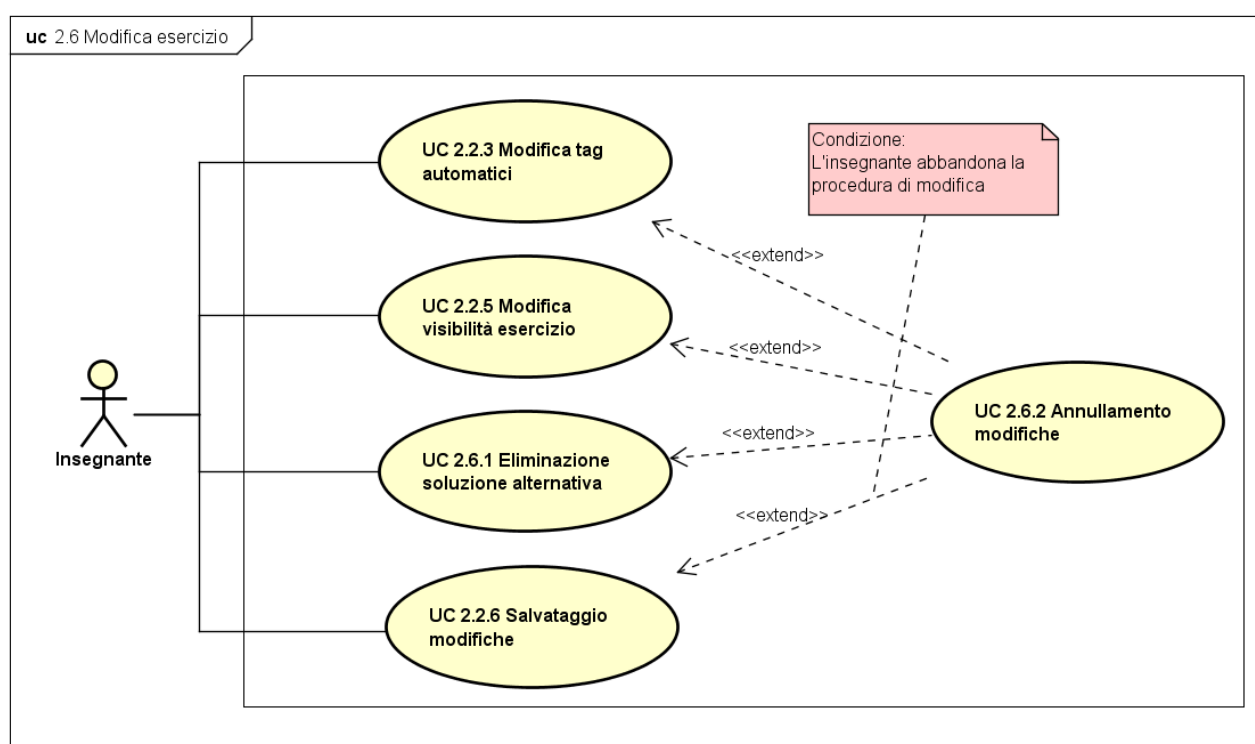 uc 2.6 Modifica esercizio
UC 2.2.3 Modifica tag
automatici
Condizione:
L'insegnante abbandona la
procedura di modifica
<<extend>>
UC 2.2.5 Modifica
visibilità esercizio
<<extend>>
Insegnante
UC 2.6.1 Eliminazione
soluzione alternativa
<<extend>>
UC 2.6.2 Annullamento
modifiche
<<extend>>
UC 2.2.6 Salvataggio
modifiche